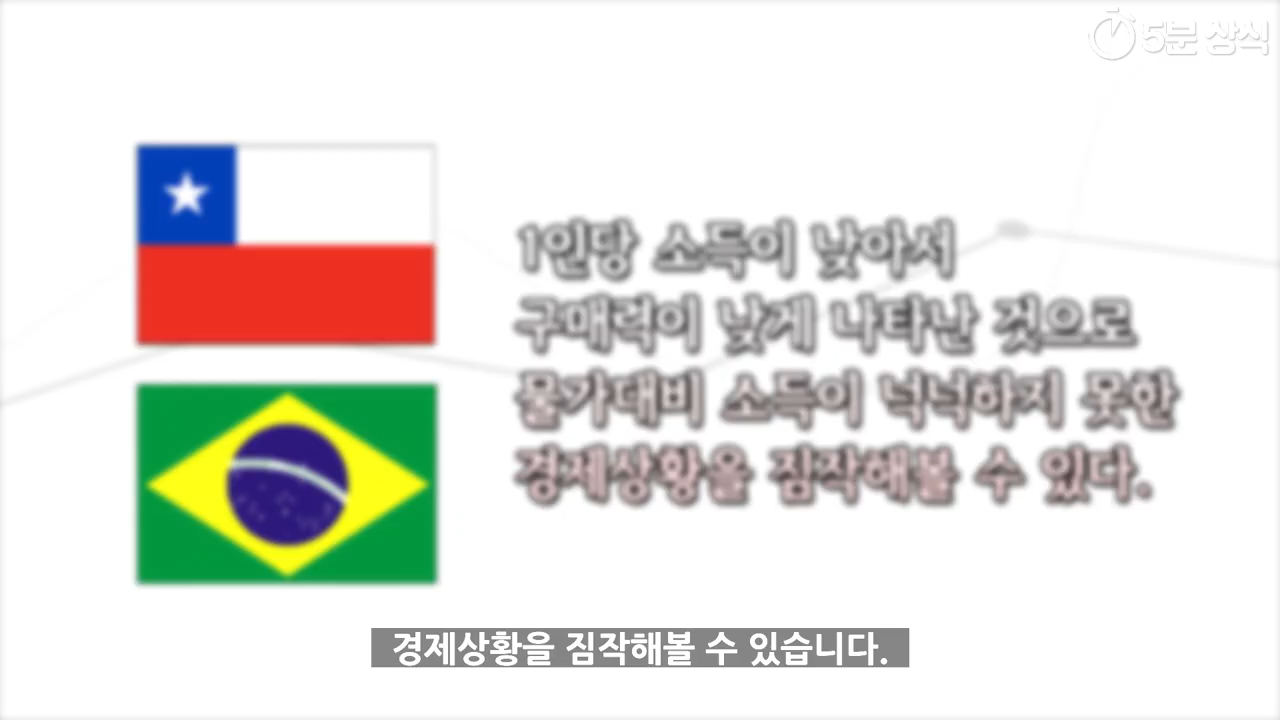 5분 상식
1인당 소득이 낮아서
구매력이 낮게 나타난 것으로
물가대비 소득이 넉넉하지 못한
경제상황을 짐작해볼 수 있다.
경제상황을 짐작해볼 수 있습니다.